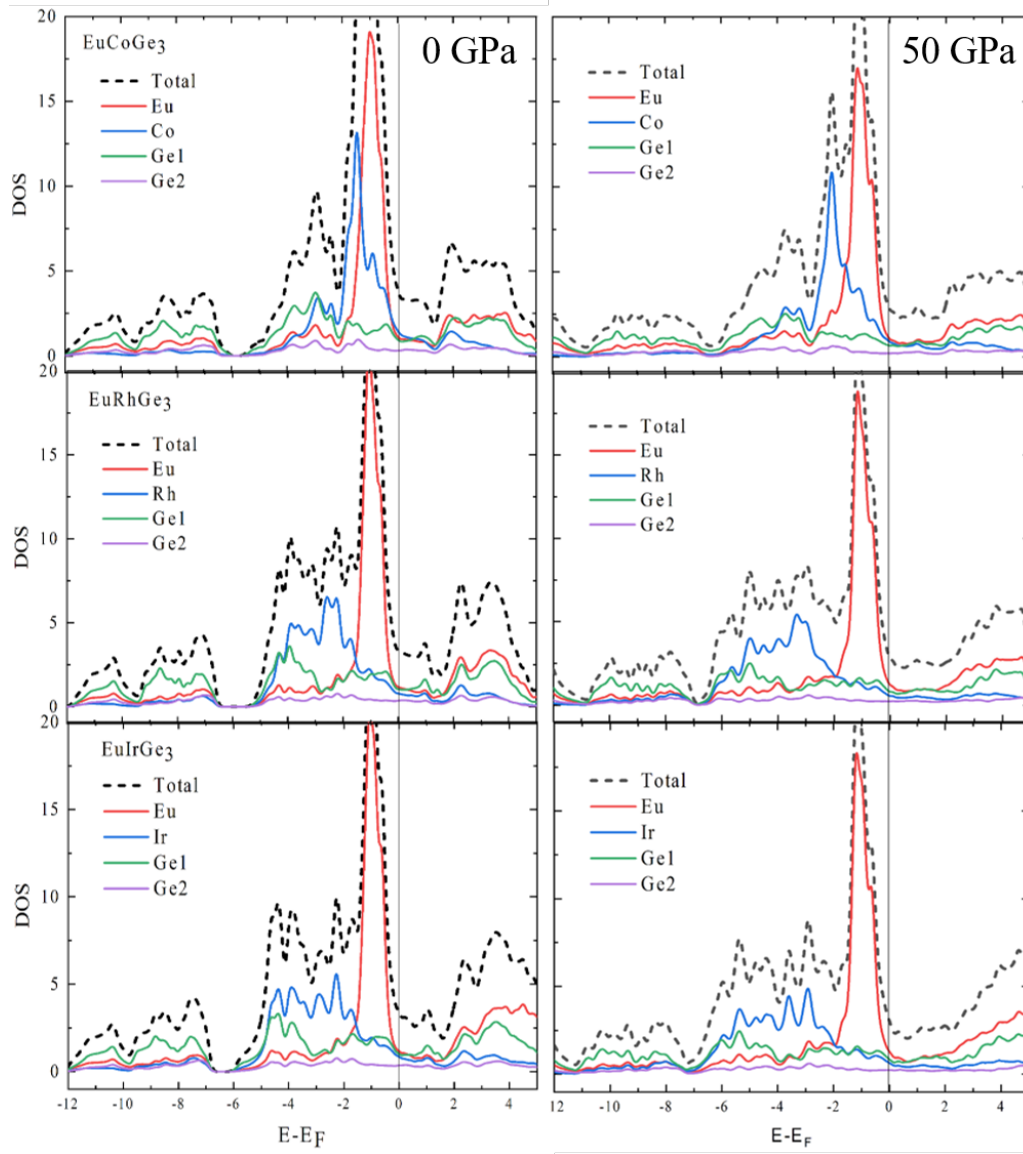 EuCoGe3
0 GPa
Total
Eu
Co
Ge1
Ge2
20
15
10
5
0
DOS
50 GPa
Total
Eu
Co
Ge1
Ge2
EuRhGe3
Total
Eu
Rh
Ge1
Ge2
20
15
10
5
0
DOS
Total
Eu
Rh
Ge1
Ge2
EuIrGe3
Total
Eu
Ir
Ge1
Ge2
20
15
10
5
0
DOS
-12 -10 -8 -6 -4 -2 0 2 4
E-EF
Total
Eu
Ir
Ge1
Ge2
12 -10 -8 -6 -4 -2 0 2 4
E-EF